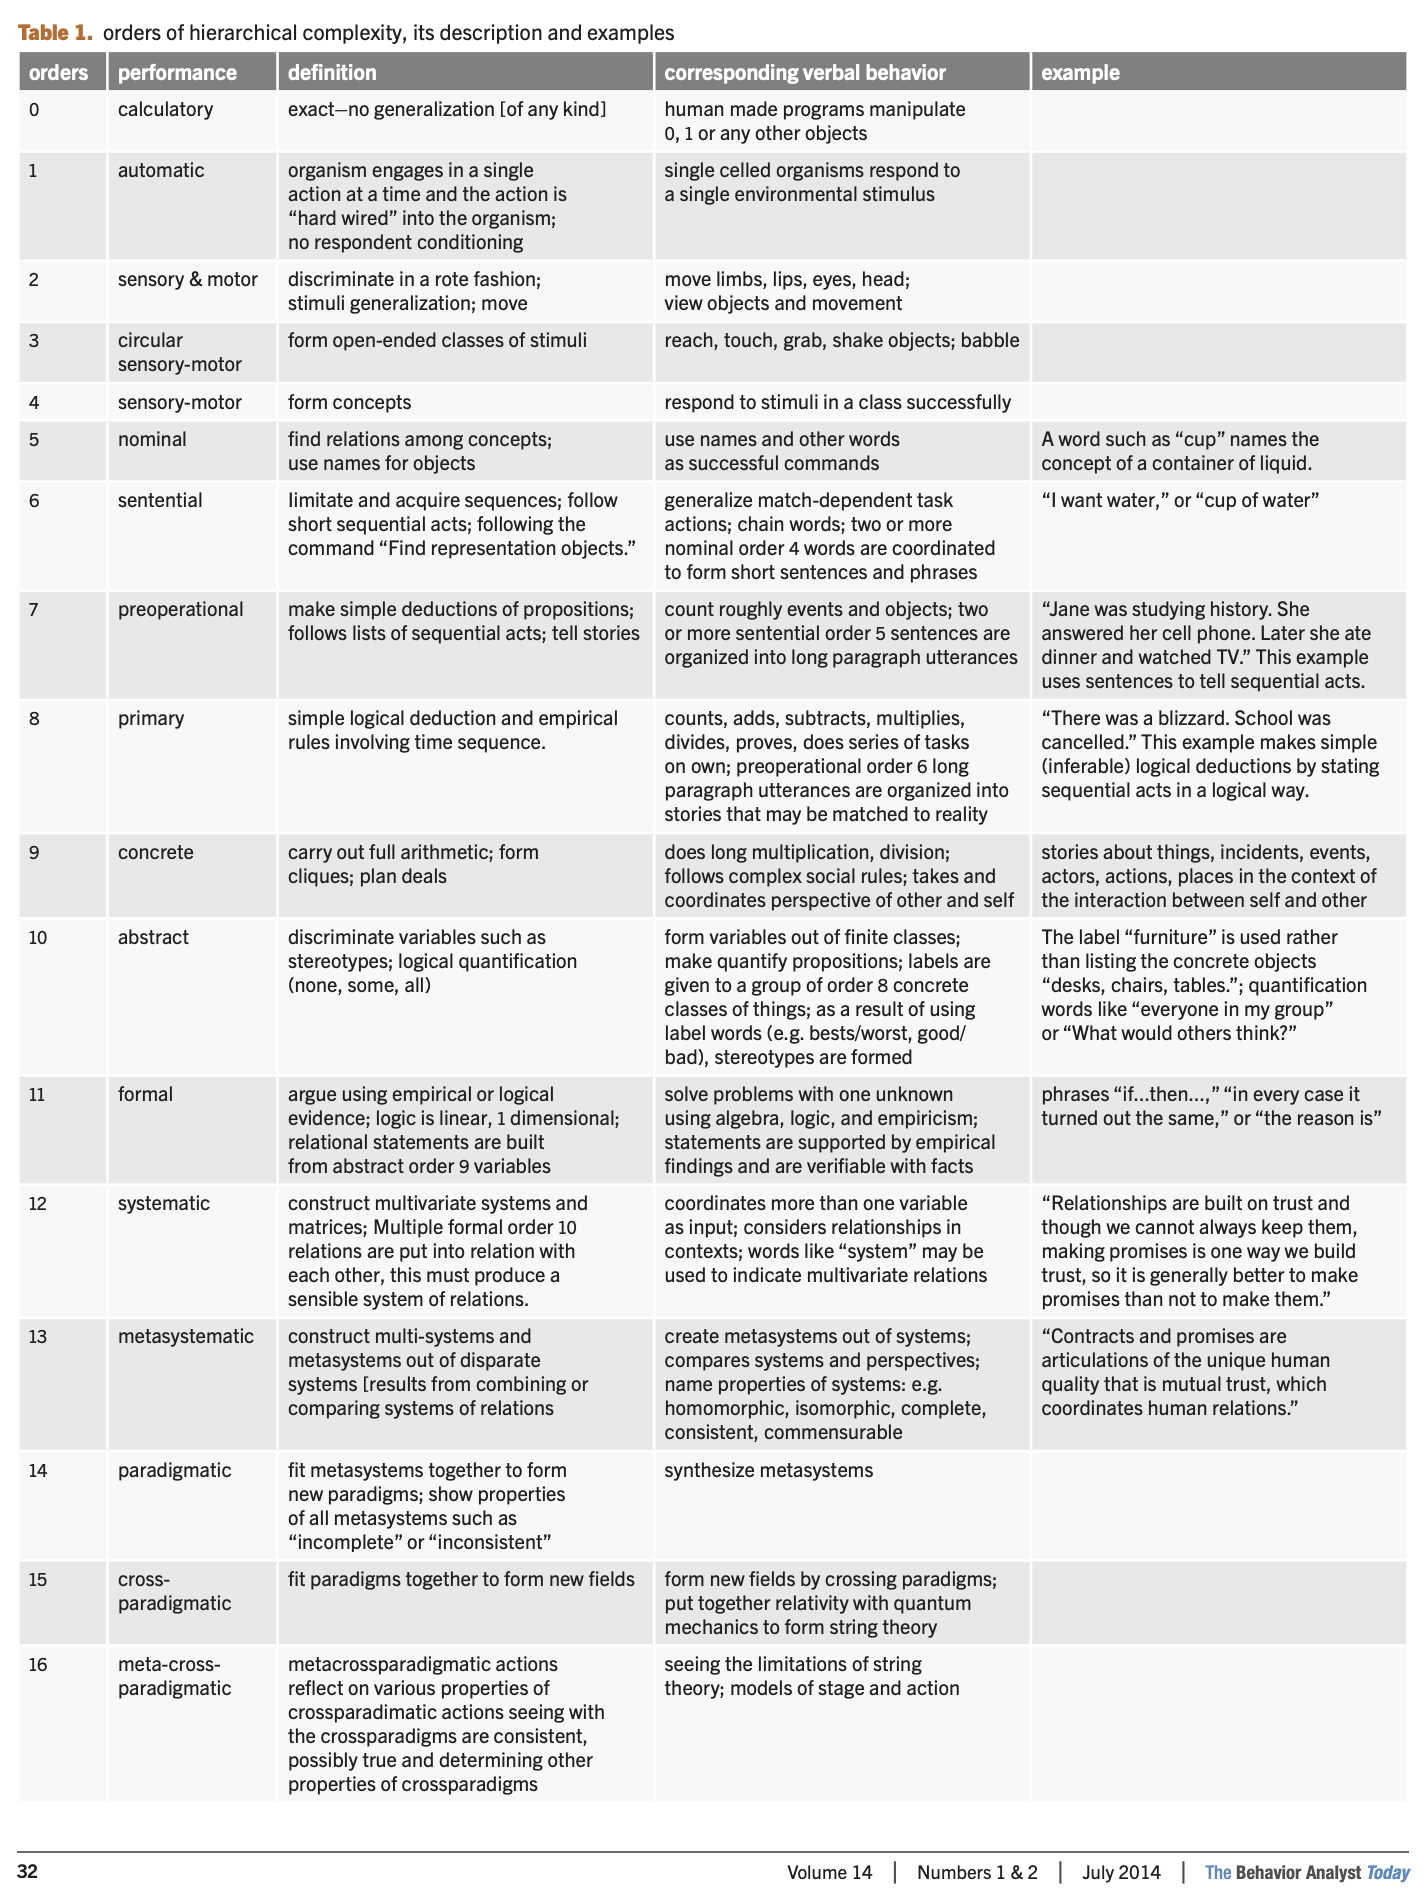 Table 1. orders of hierarchical complexity, its description and examples
orders performance definition corresponding verbal behavior example
0 calculatory exact—no generalization [of any kind] human made programs manipulate
0, 1 or any other objects
1 automatic organism engages in a single
action at a time and the action is
“hard wired” into the organism;
no respondent conditioning
single celled organisms respond to
a single environmental stimulus
2 sensory & motor discriminate in a rote fashion;
stimuli generalization; move
move limbs, lips, eyes, head;
view objects and movement
3 circular
sensory-motor
form open-ended classes of stimuli
reach, touch, grab, shake objects; babble
4 sensory-motor form concepts respond to stimuli in a class successfully
5 nominal find relations among concepts;
use names for objects
use names and other words
as successful commands
A word such as “cup” names the
concept of a container of liquid.
6 sentential Iimitate and acquire sequences; follow
short sequential acts; following the
command “Find representation objects.”
generalize match-dependent task
actions; chain words; two or more
nominal order 4 words are coordinated
to form short sentences and phrases
“I want water,” or “cup of water”
7 preoperational make simple deductions of propositions;
follows lists of sequential acts; tell stories
count roughly events and objects; two
or more sentential order 5 sentences are
organized into long paragraph utterances
“Jane was studying history. She
answered her cell phone. Later she ate
dinner and watched TV.” This example
uses sentences to tell sequential acts.
8 primary simple logical deduction and empirical
rules involving time sequence.
counts, adds, subtracts, multiplies,
divides, proves, does series of tasks
on own; preoperational order 6 long
paragraph utterances are organized into
stories that may be matched to reality
“There was a blizzard. School was
cancelled.” This example makes simple
(inferable) logical deductions by stating
sequential acts in a logical way.
9 concrete carry out full arithmetic; form
cliques; plan deals
does long multiplication, division;
follows complex social rules; takes and
coordinates perspective of other and self
stories about things, incidents, events,
actors, actions, places in the context of
the interaction between self and other
10 abstract discriminate variables such as
stereotypes; logical quantification
(none, some, all)
form variables out of finite classes;
make quantify propositions; labels are
given to a group of order 8 concrete
classes of things; as a result of using
label words (e.g. bests/worst, good/
bad), stereotypes are formed
The label “furniture” is used rather
than listing the concrete objects
“desks, chairs, tables.”; quantification
words like “everyone in my group”
or “What would others think?”
11 formal argue using empirical or logical
evidence; logic is linear, 1 dimensional;
relational statements are built
from abstract order 9 variables
solve problems with one unknown
using algebra, logic, and empiricism;
statements are supported by empirical
findings and are verifiable with facts
phrases “if...then...,” “in every case it
turned out the same,” or “the reason is”
12 systematic construct multivariate systems and
matrices; Multiple formal order 10
relations are put into relation with
each other, this must produce a
sensible system of relations.
coordinates more than one variable
as input; considers relationships in
contexts; words like “system” may be
used to indicate multivariate relations
“Relationships are built on trust and
though we cannot always keep them,
making promises is one way we build
trust, so it is generally better to make
promises than not to make them.”
13 metasystematic construct multi-systems and
metasystems out of disparate
systems [results from combining or
comparing systems of relations
create metasystems out of systems;
compares systems and perspectives;
name properties of systems: e.g.
homomorphic, isomorphic, complete,
consistent, commensurable
“Contracts and promises are
articulations of the unique human
quality that is mutual trust, which
coordinates human relations.”
14 paradigmatic fit metasystems together to form
new paradigms; show properties
of all metasystems such as
“incomplete” or “inconsistent”
synthesize metasystems
15 cross-
paradigmatic
fit paradigms together to form new fields
form new fields by crossing paradigms;
put together relativity with quantum
mechanics to form string theory
16 meta-cross-
paradigmatic
metacrossparadigmatic actions
reflect on various properties of
crossparadimatic actions seeing with
the crossparadigms are consistent,
possibly true and determining other
properties of crossparadigms
seeing the limitations of string
theory; models of stage and action
32 Volume 14 | Numbers 1 & 2 | July 2014 | The Behavior Analyst Today